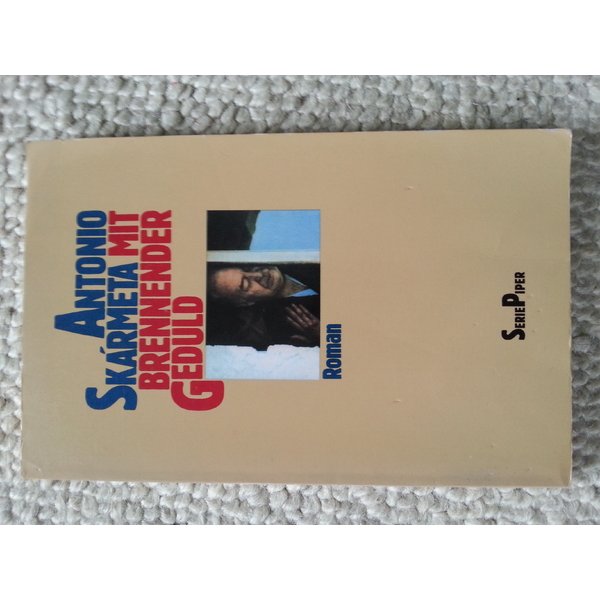 ANTONIO
SKÁRMETA MIT
BRENNENDER
GEDULD
Roman
SERIE PIPER